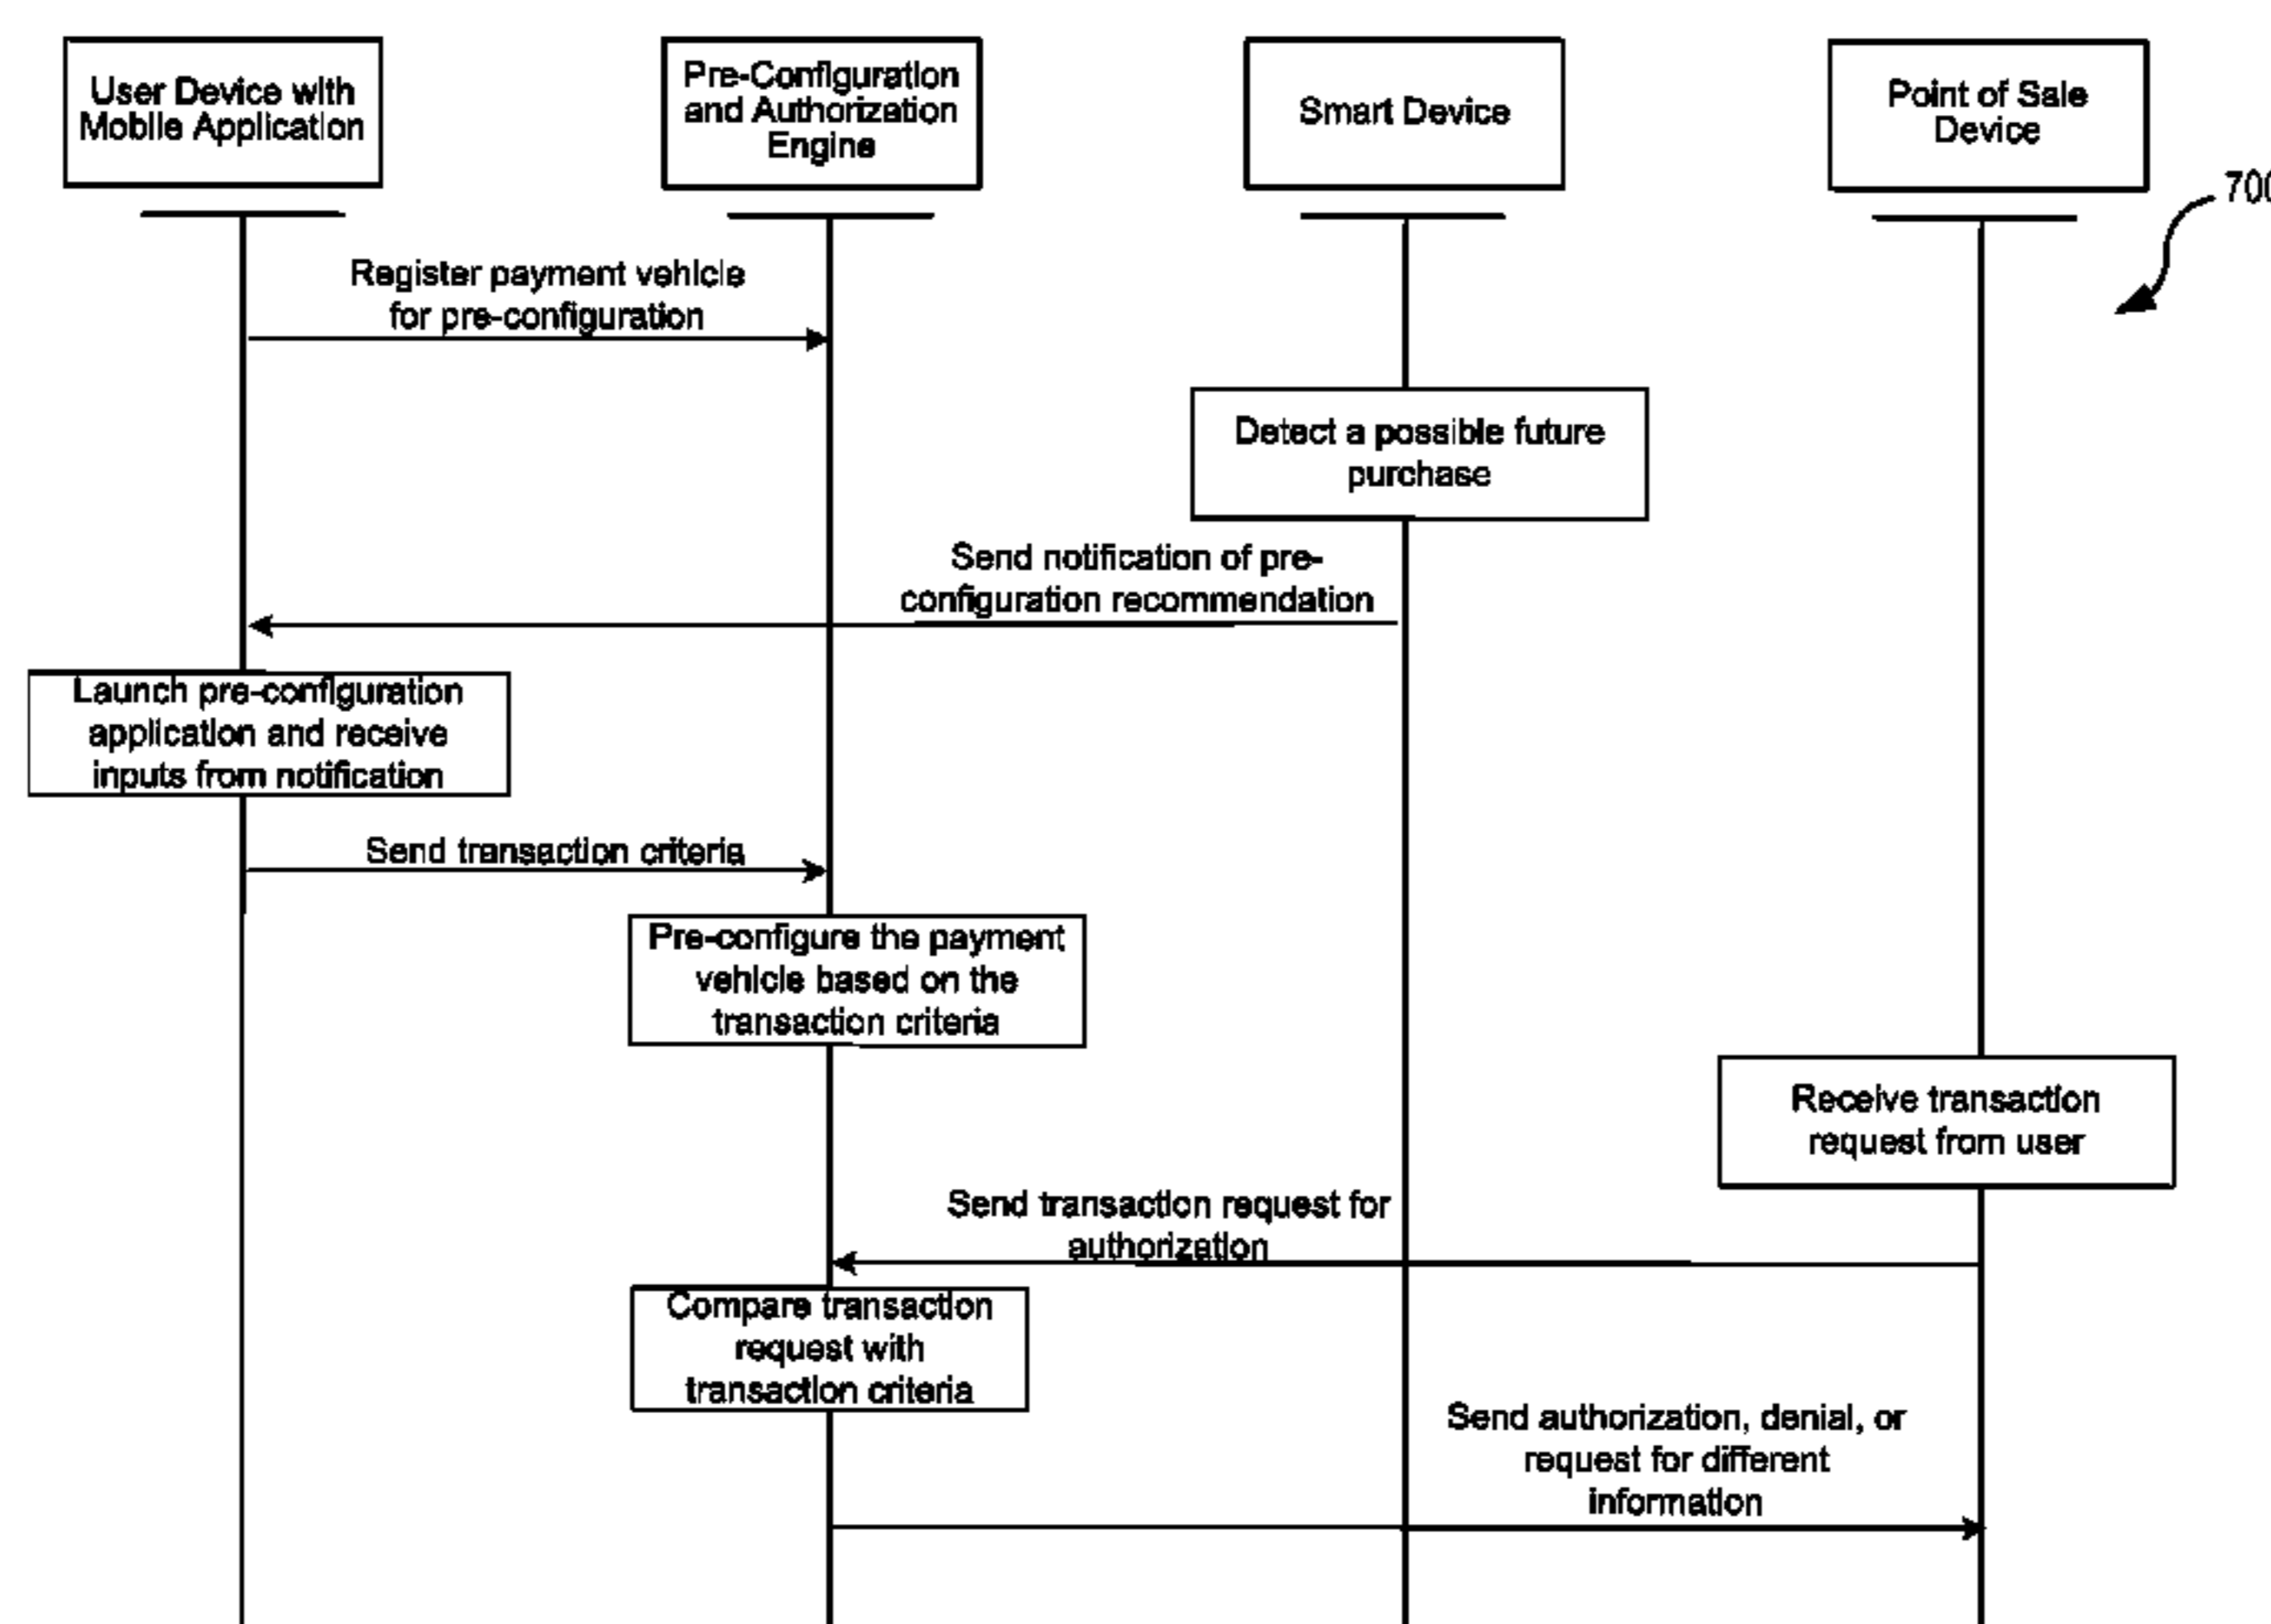 User Device with
Mobile Application
Pre-Configuration
and Authorization
Engine
Smart Device
Point of Sale
Device
700
Register payment vehicle
for pre-configuration
Detect a possible future
purchase
Send notification of pre-
configuration recommendation
Launch pre-configuration
application and receive
inputs from notification
Send transaction criteria
Pre-configure the payment
vehicle based on the
transaction criteria
Receive transaction
request from user
Send transaction request for
authorization
Compare transaction
request with
transaction criteria
Send authorization, denial, or
request for different
information